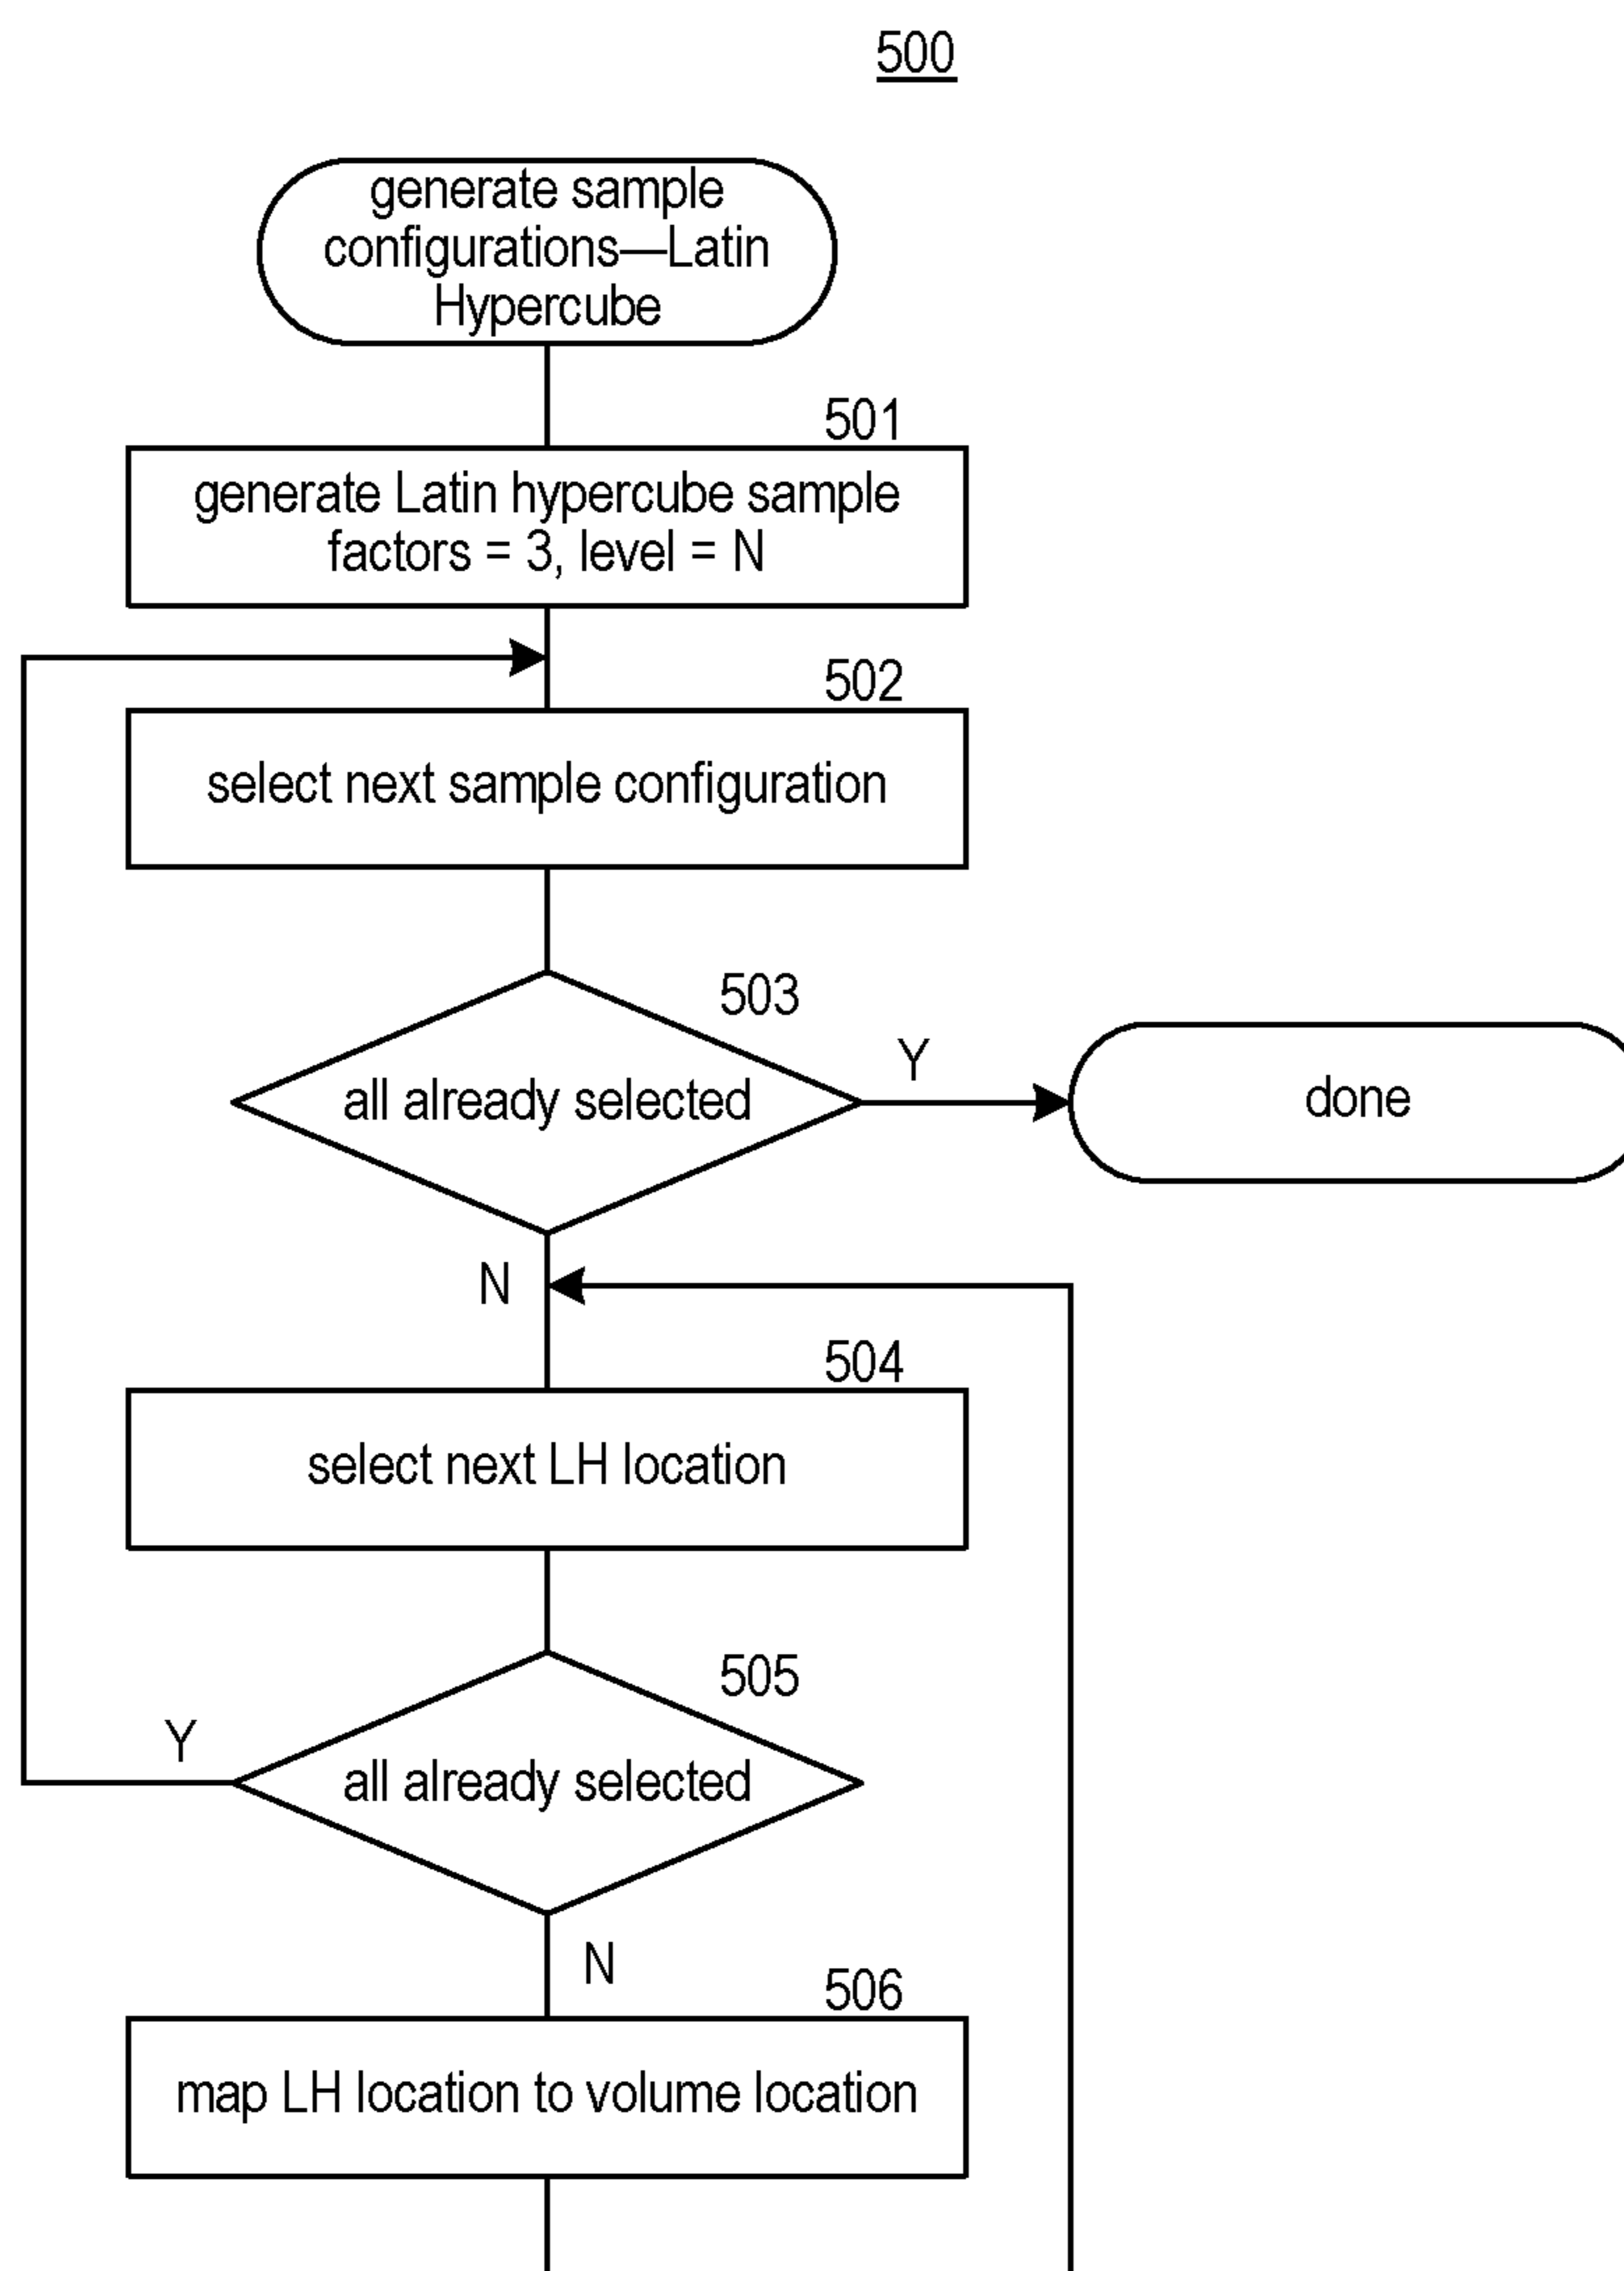 500
generate sample
configurations—Latin
Hypercube
501
generate Latin hypercube sample
factors = 3, level = N
502
select next sample configuration
503
all already selected
Y
done
N
504
select next LH location
505
all already selected
Y
N
506
map LH location to volume location